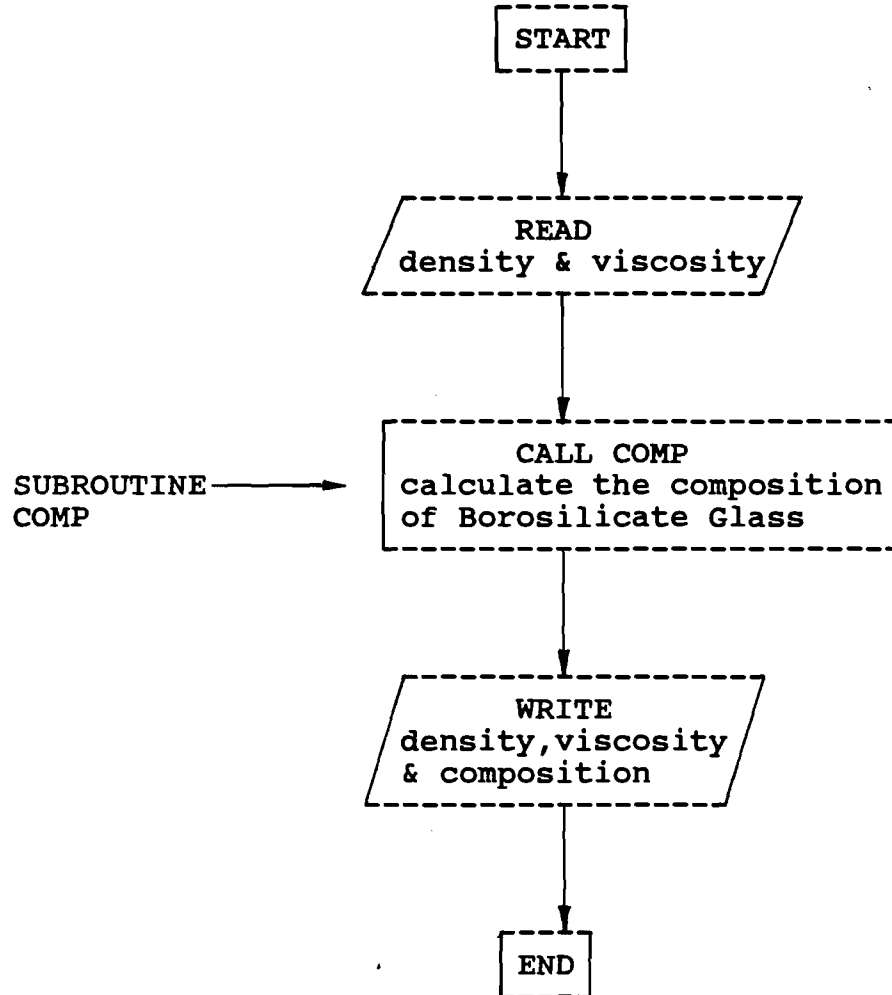 START
READ
density & viscosity
CALL COMP
calculate the composition
of Borosilicate Glass
SUBROUTINE
COMP
WRITE
density,viscosity
& composition
END